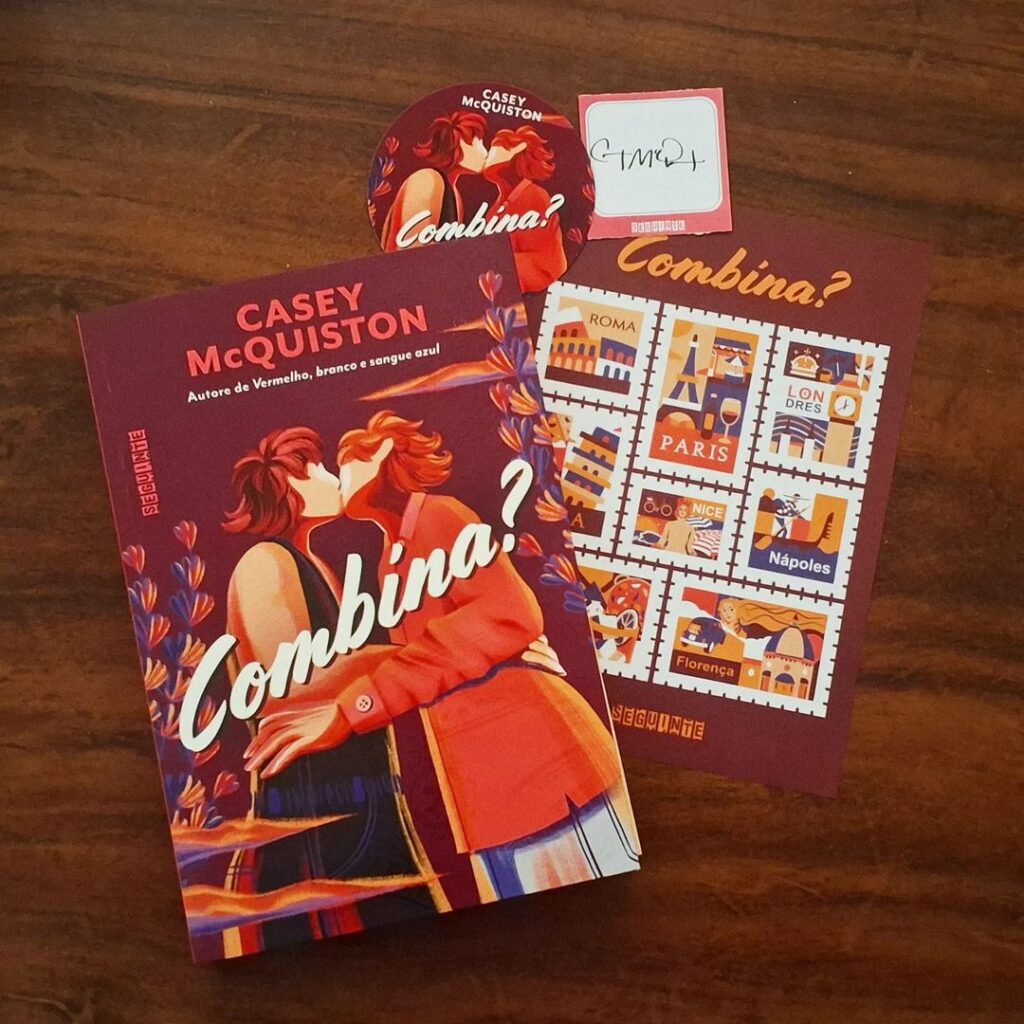 CASEY
McQUISTON
Combina?
SEGUINTE
CASEY
McQUISTON
Autore de Vermelho, branco e sangue azul
SEGUINTE
Combina?
Combina?
ROMA
PARIS
LON
DRES
NICE
Nápoles
Florença
SEGUINTE